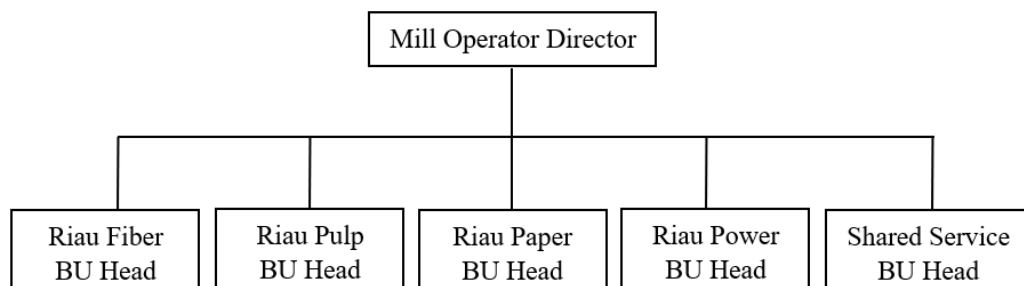 Mill Operator Director
Riau Fiber
BU Head
Riau Pulp
BU Head
Riau Paper
BU Head
Riau Power
BU Head
Shared Service
BU Head